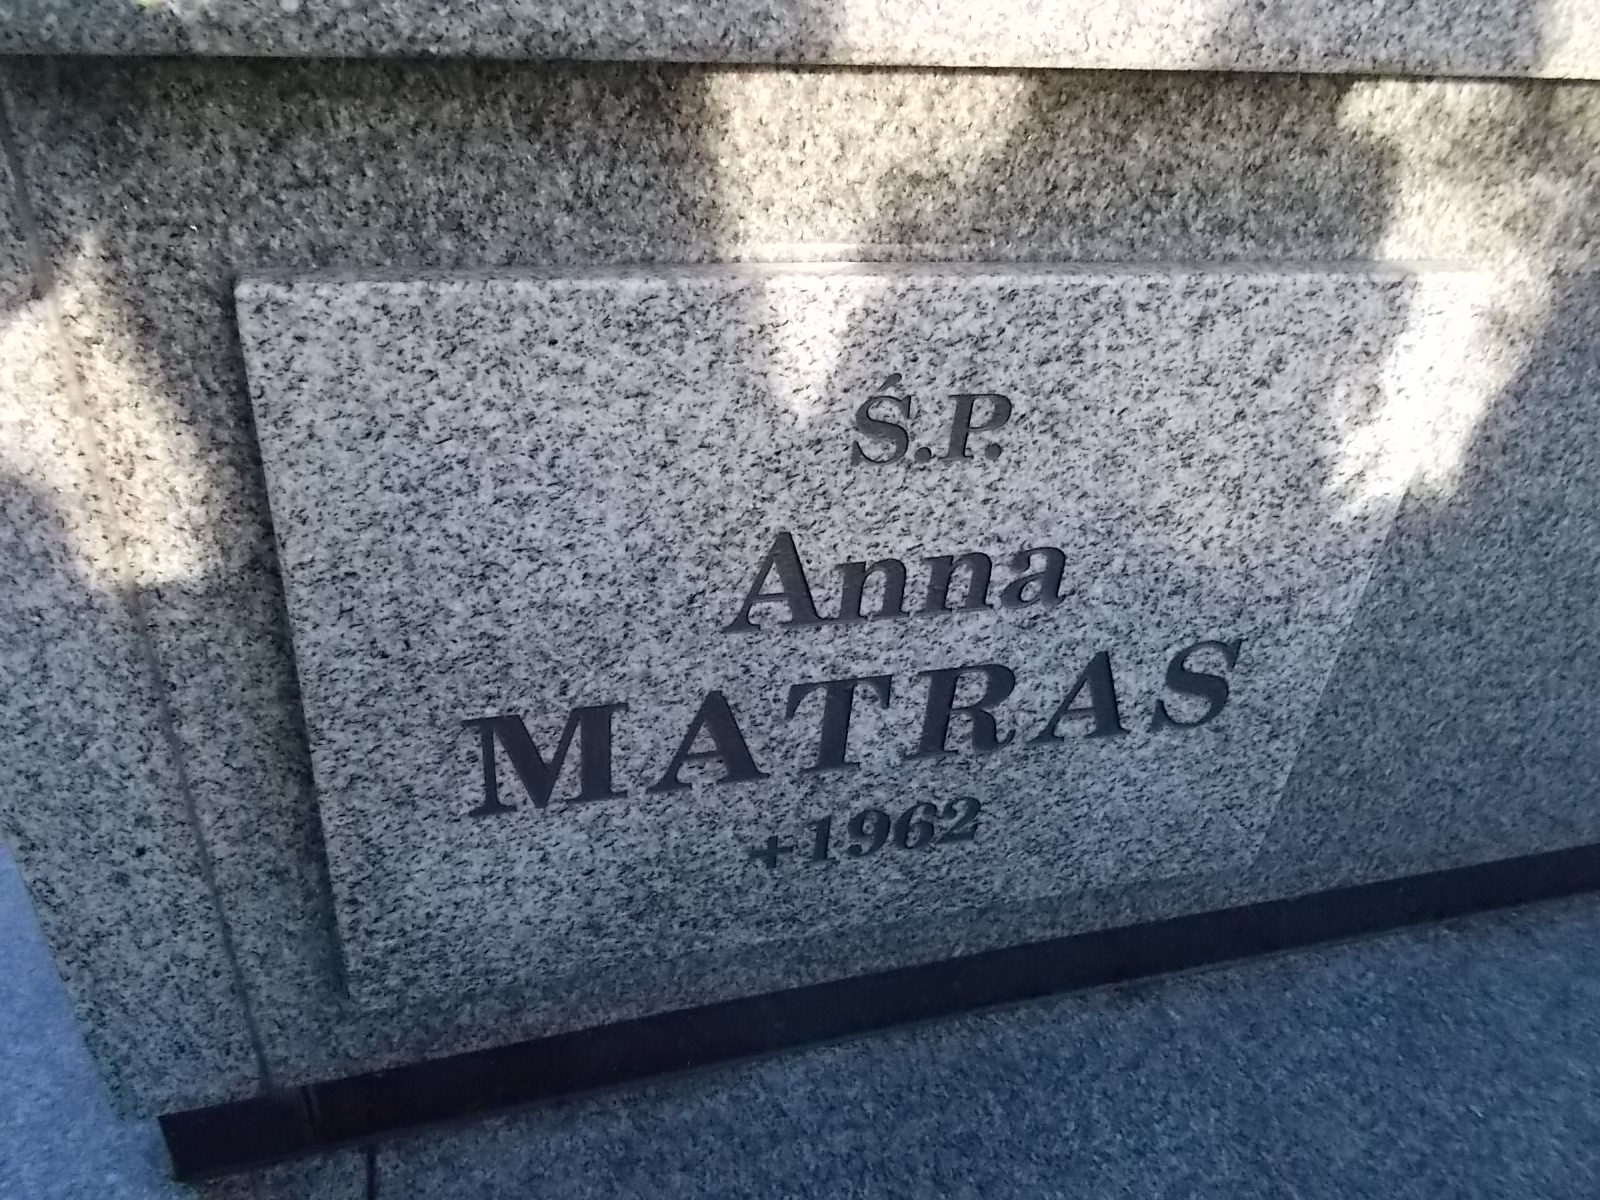 Ś.P.
Anna
MATRAS
+1962